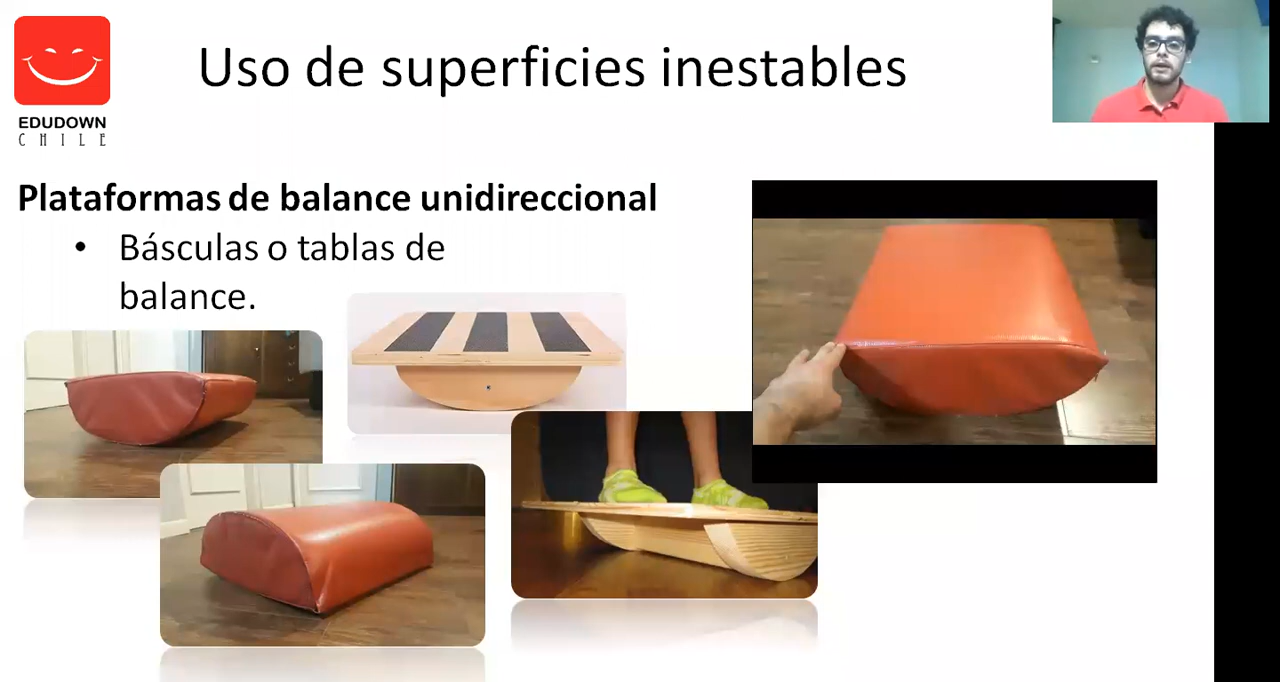 Uso de superficies inestables
EDUDOWN
CHILE
Plataformas de balance unidireccional
• Básculas o tablas de
balance.